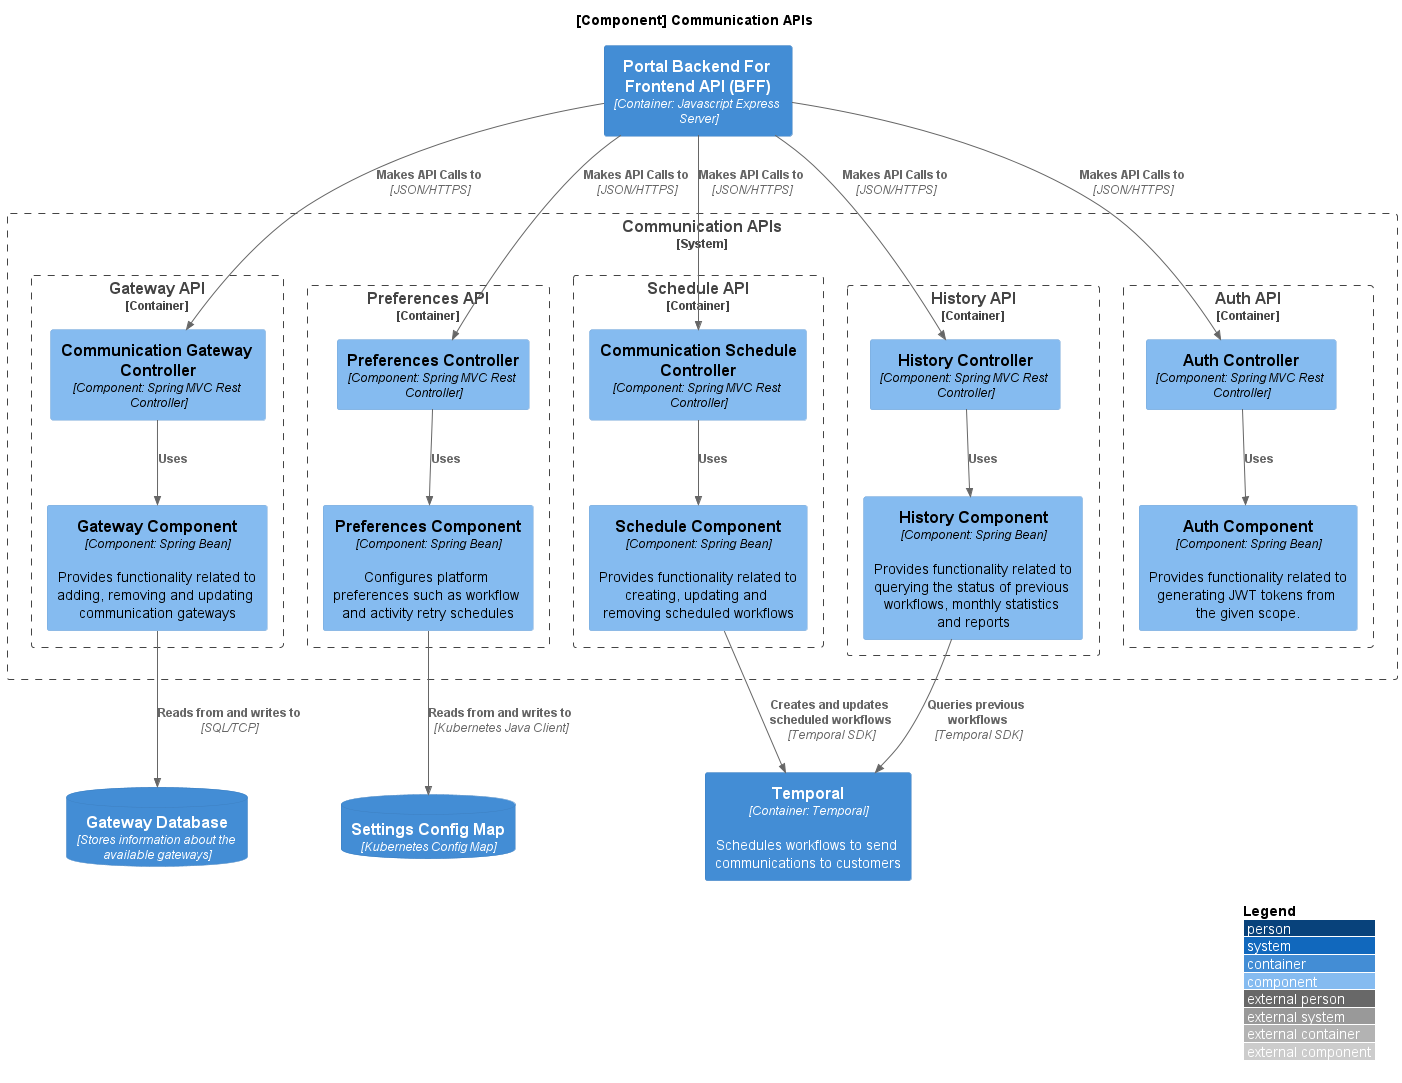 [Component] Communication APIs
Portal Backend For
Frontend API (BFF)
[Container: Javascript Express
Server]
Makes API Calls to
[JSON/HTTPS]
Makes API Calls to
[JSON/HTTPS]
Makes API Calls to
[JSON/HTTPS]
Makes API Calls to
[JSON/HTTPS]
Makes API Calls to
[JSON/HTTPS]
Communication APIs
[System]
Gateway API
[Container]
Communication Gateway
Controller
[Component: Spring MVC Rest
Controller]
Uses
Gateway Component
[Component: Spring Bean]
Provides functionality related to
adding, removing and updating
communication gateways
Preferences API
[Container]
Preferences Controller
[Component: Spring MVC Rest
Controller]
Uses
Preferences Component
[Component: Spring Bean]
Configures platform
preferences such as workflow
and activity retry schedules
Schedule API
[Container]
Communication Schedule
Controller
[Component: Spring MVC Rest
Controller]
Uses
Schedule Component
[Component: Spring Bean]
Provides functionality related to
creating, updating and
removing scheduled workflows
History API
[Container]
History Controller
[Component: Spring MVC Rest
Controller]
Uses
History Component
[Component: Spring Bean]
Provides functionality related to
querying the status of previous
workflows, monthly statistics
and reports
Auth API
[Container]
Auth Controller
[Component: Spring MVC Rest
Controller]
Uses
Auth Component
[Component: Spring Bean]
Provides functionality related to
generating JWT tokens from
the given scope.
Reads from and writes to
[SQL/TCP]
Reads from and writes to
[Kubernetes Java Client]
Creates and updates
scheduled workflows
[Temporal SDK]
Queries previous
workflows
[Temporal SDK]
Gateway Database
[Stores information about the
available gateways]
Settings Config Map
[Kubernetes Config Map]
Temporal
[Container: Temporal]
Schedules workflows to send
communications to customers
Legend
person
system
container
component
external person
external system
external container
external component